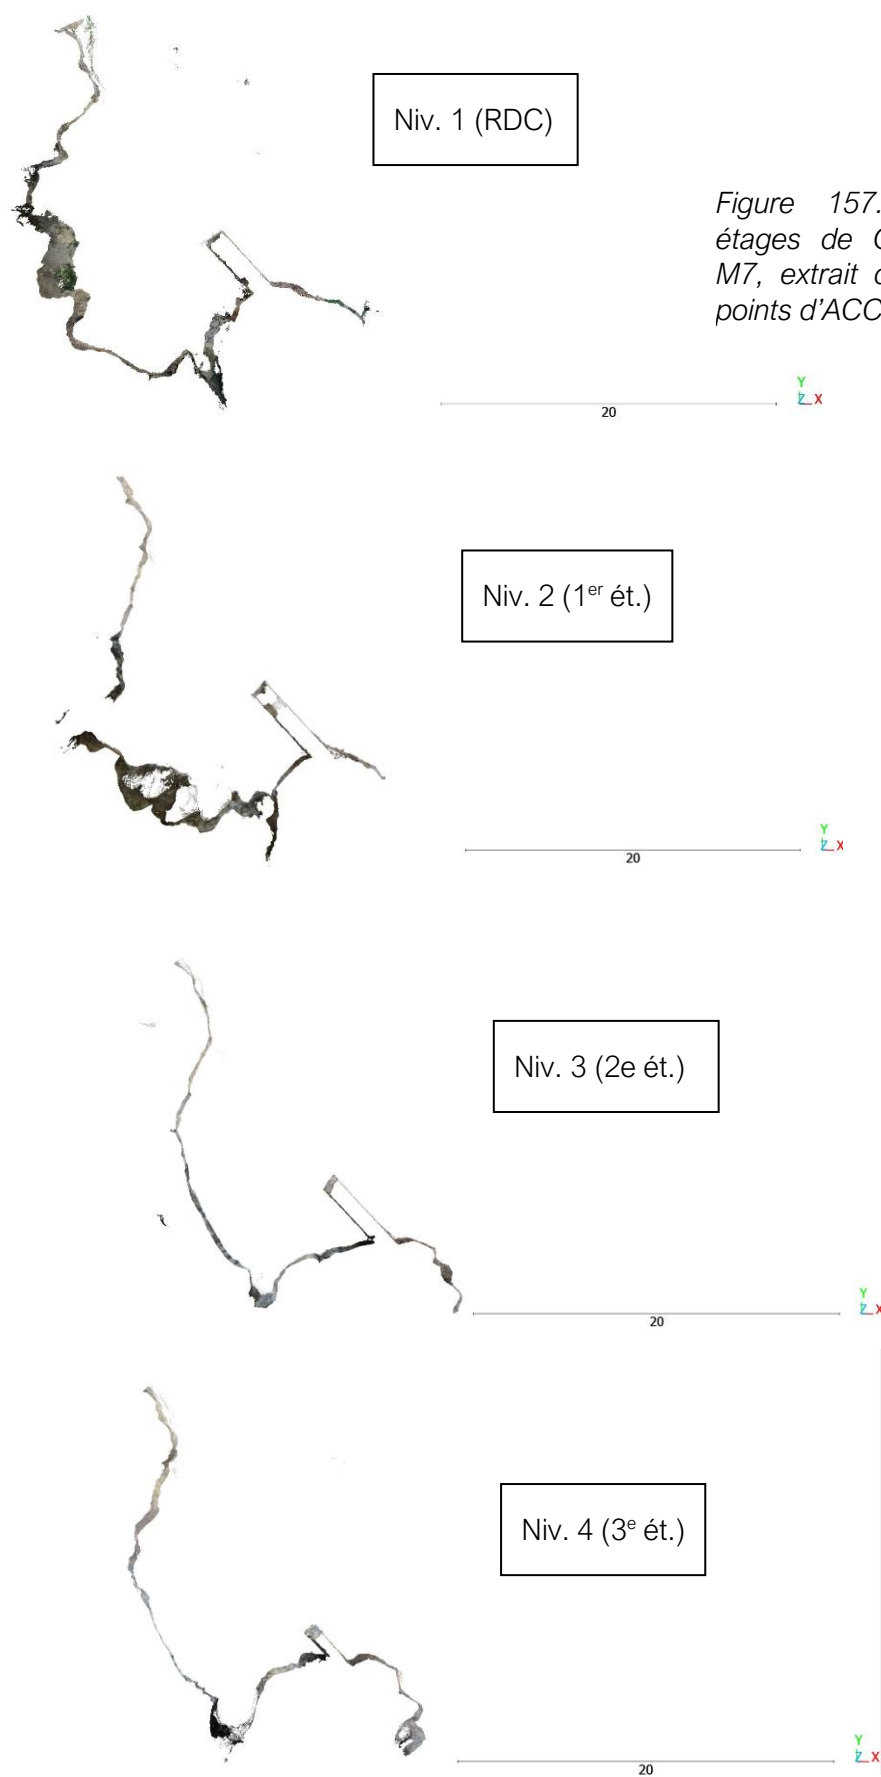 Niv. 1 (RDC)
Figure 157.
étages de
M7, extrait
points d'ACC
Y
Z X
20
Niv. 2 (1er ét.)
Y
Z X
20
Niv. 3 (2e ét.)
Y
Z X
20
Niv. 4 (3e ét.)
Y
Z X
20